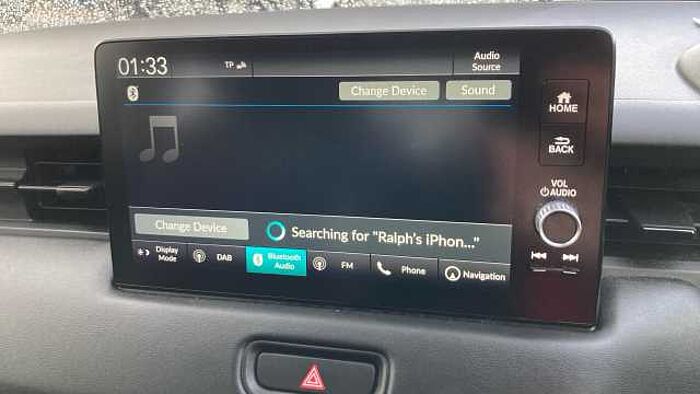 01:33
TP
Audio
Source
Change Device
Sound
HOME
BACK
VOL
AUDIO
Change Device
Searching for "Ralph's iPhon..."
Display
Mode
DAB
Bluetooth
Audio
FM
Phone
Navigation